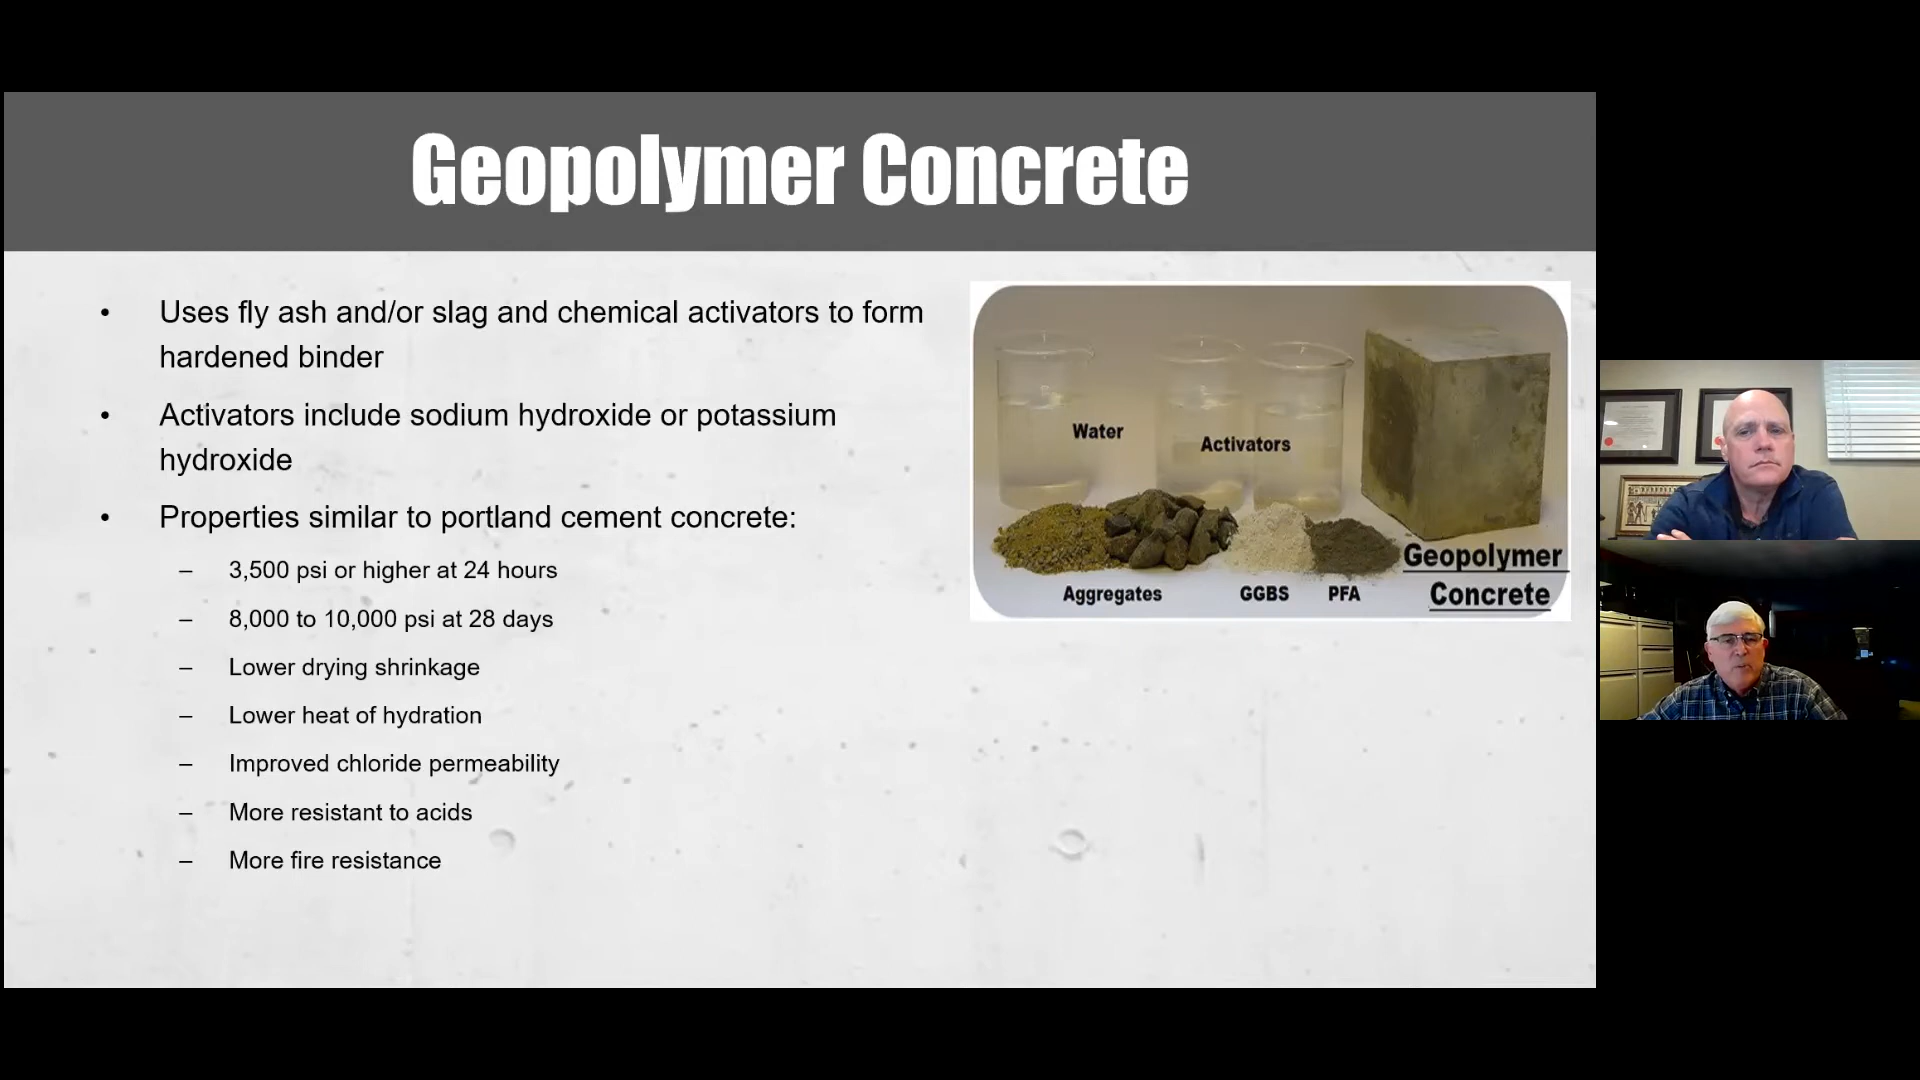 Geopolymer Concrete
• Uses fly ash and/or slag and chemical activators to form
hardened binder
• Activators include sodium hydroxide or potassium
hydroxide
• Properties similar to portland cement concrete:
– 3,500 psi or higher at 24 hours
– 8,000 to 10,000 psi at 28 days
– Lower drying shrinkage
– Lower heat of hydration
– Improved chloride permeability
– More resistant to acids
– More fire resistance
Water
Activators
Aggregates
GGBS
PFA
Geopolymer
Concrete